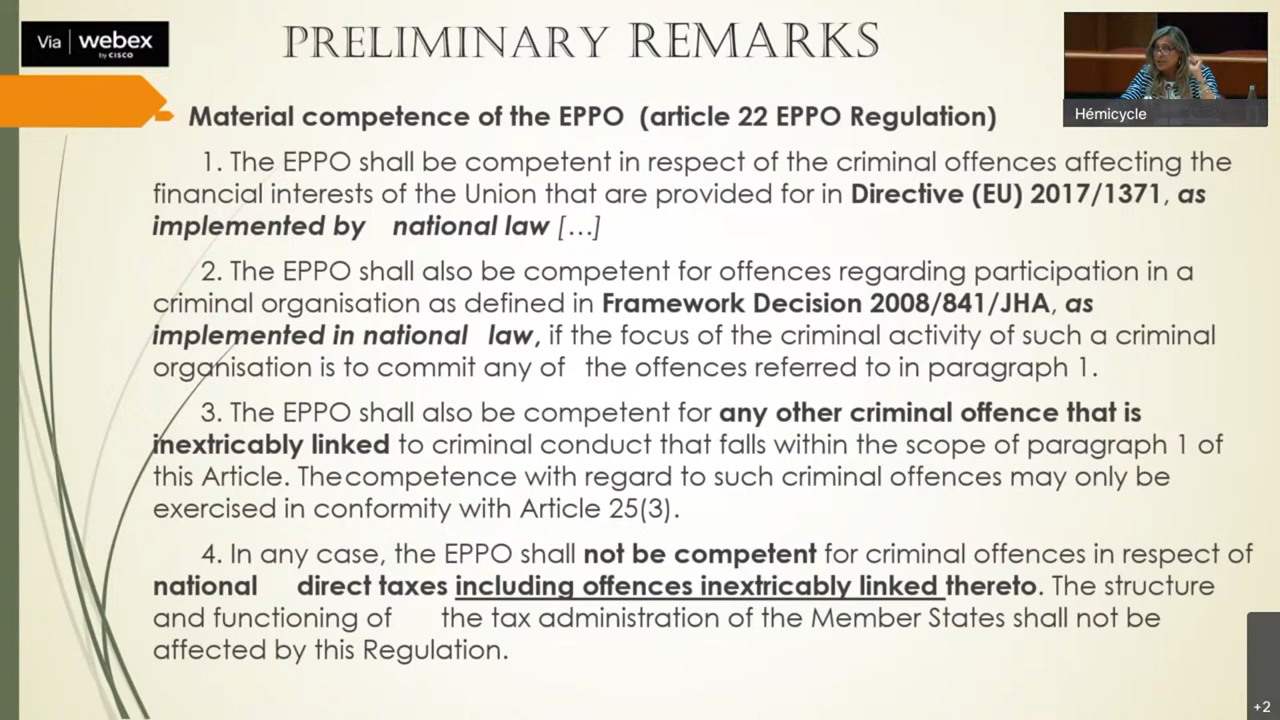 Via | webex
by CISCO
PRELIMINARY REMARKS
Hémicycle
Material competence of the EPPO (article 22 EPPO Regulation)
1. The EPPO shall be competent in respect of the criminal offences affecting the
financial interests of the Union that are provided for in Directive (EU) 2017/1371, as
implemented by national law […]
2. The EPPO shall also be competent for offences regarding participation in a
criminal organisation as defined in Framework Decision 2008/841/JHA, as
implemented in national law, if the focus of the criminal activity of such a criminal
organisation is to commit any of the offences referred to in paragraph 1.
3. The EPPO shall also be competent for any other criminal offence that is
inextricably linked to criminal conduct that falls within the scope of paragraph 1 of
this Article. Thecompetence with regard to such criminal offences may only be
exercised in conformity with Article 25(3).
4. In any case, the EPPO shall not be competent for criminal offences in respect of
national direct taxes including offences inextricably linked thereto. The structure
and functioning of the tax administration of the Member States shall not be
affected by this Regulation.
+2